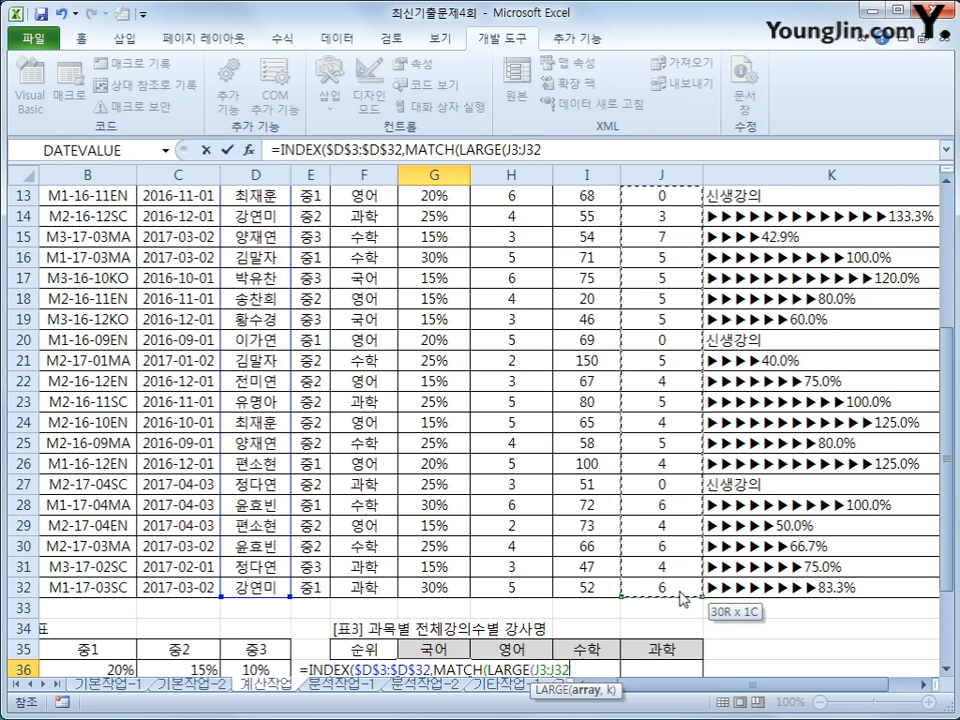 최신기출문제4회 - Microsoft Excel
YoungJin.com Y.
파일 홈 삽입 페이지 레이아웃 수식 데이터 검토 보기 개발 도구 추가 기능
Visual Basic 매크로 매크로 기록 상대 참조로 기록 매크로 보안 코드
추가 기능 COM 추가 기능 추가 기능
삽입 디자인 모드 속성 코드 보기 대화 상자 실행 컨트롤
원본 맵 속성 확장 팩 데이터 새로 고침 가져오기 내보내기 XML
문서 창 수정
DATEVALUE fx =INDEX($D$3:$D$32,MATCH(LARGE(J3:J32
B C D E F G H I J K
13 M1-16-11EN 2016-11-01 최재훈 중1 영어 20% 6 68 0 신생강의
14 M2-16-12SC 2016-12-01 강연미 중2 과학 25% 4 55 3 ▶▶▶▶▶▶▶▶▶▶▶▶▶133.3%
15 M3-17-03MA 2017-03-02 양재연 중3 수학 15% 3 54 7 ▶▶▶▶42.9%
16 M1-17-03MA 2017-03-02 김말자 중1 수학 30% 5 71 5 ▶▶▶▶▶▶▶▶▶▶100.0%
17 M3-16-10KO 2016-10-01 박유찬 중3 국어 15% 6 75 5 ▶▶▶▶▶▶▶▶▶▶▶▶120.0%
18 M2-16-11EN 2016-11-01 송찬희 중2 영어 15% 4 20 5 ▶▶▶▶▶▶▶▶80.0%
19 M3-16-12KO 2016-12-01 황수경 중3 국어 15% 3 46 5 ▶▶▶▶▶▶60.0%
20 M1-16-09EN 2016-09-01 이가연 중1 영어 20% 5 69 0 신생강의
21 M2-17-01MA 2017-01-02 김말자 중2 수학 25% 2 150 5 ▶▶▶▶40.0%
22 M2-16-12EN 2016-12-01 전미연 중2 영어 15% 3 67 4 ▶▶▶▶▶▶▶75.0%
23 M2-16-11SC 2016-11-01 유명아 중2 과학 25% 5 80 5 ▶▶▶▶▶▶▶▶▶▶100.0%
24 M2-16-10EN 2016-10-01 최재훈 중2 영어 15% 5 65 4 ▶▶▶▶▶▶▶▶▶▶▶▶125.0%
25 M2-16-09MA 2016-09-01 양재연 중2 수학 25% 4 58 5 ▶▶▶▶▶▶▶▶80.0%
26 M1-16-12EN 2016-12-01 편소현 중1 영어 20% 5 100 4 ▶▶▶▶▶▶▶▶▶▶▶▶125.0%
27 M2-17-04SC 2017-04-03 정다연 중2 과학 25% 3 51 0 신생강의
28 M1-17-04MA 2017-04-03 윤효빈 중1 수학 30% 6 72 6 ▶▶▶▶▶▶▶▶▶▶100.0%
29 M2-17-04EN 2017-04-03 편소현 중2 영어 15% 2 73 4 ▶▶▶▶▶50.0%
30 M2-17-03MA 2017-03-02 윤효빈 중2 수학 25% 4 66 6 ▶▶▶▶▶▶66.7%
31 M3-17-02SC 2017-02-01 정다연 중3 과학 15% 3 47 4 ▶▶▶▶▶▶▶75.0%
32 M1-17-03SC 2017-03-02 강연미 중1 과학 30% 5 52 6 ▶▶▶▶▶▶▶▶83.3%
33 30R x 1C
34 표 [표3] 과목별 전체강의수별 강사명
35 중1 중2 중3 순위 국어 영어 수학 과학
36 20% 15% 10% =INDEX($D$3:$D$32,MATCH(LARGE(J3:J32
기본작업-1 기본작업-2 계산작업 분석작업-1 분석작업-2 기타작업-1
LARGE(array, k)
참조 100%